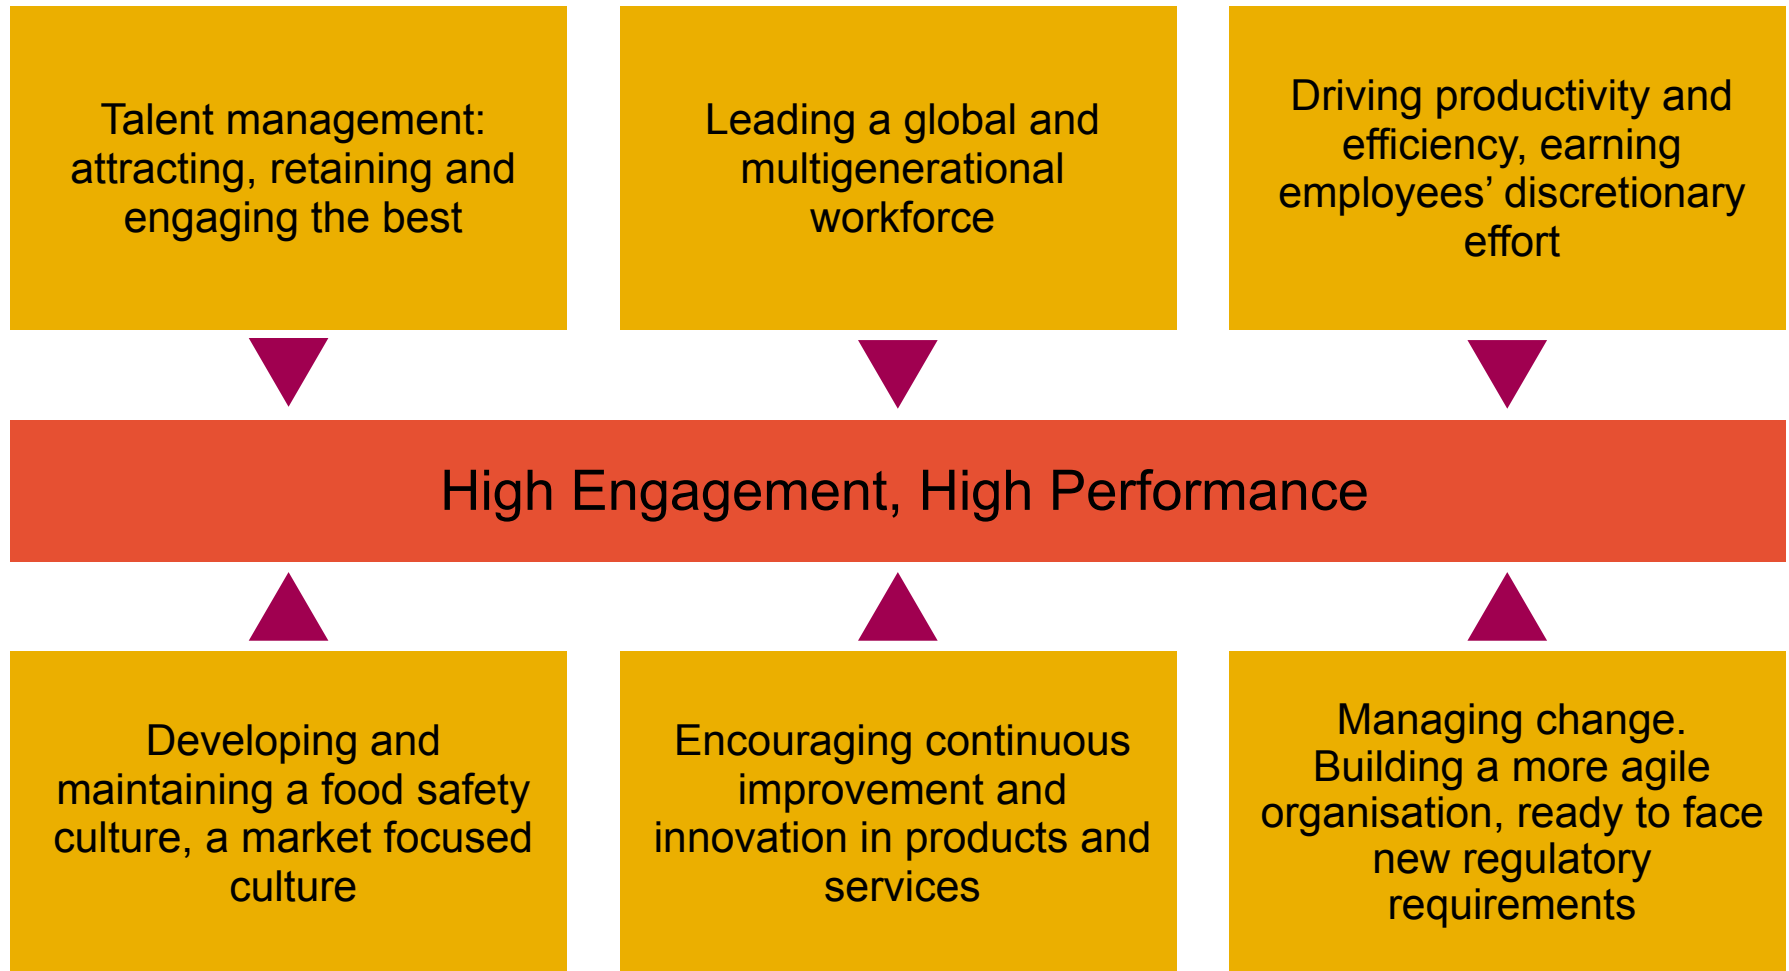 Talent management:
attracting, retaining and
engaging the best
Leading a global and
multigenerational
workforce
Driving productivity and
efficiency, earning
employees’ discretionary
effort
High Engagement, High Performance
Developing and
maintaining a food safety
culture, a market focused
culture
Encouraging continuous
improvement and
innovation in products and
services
Managing change.
Building a more agile
organisation, ready to face
new regulatory
requirements